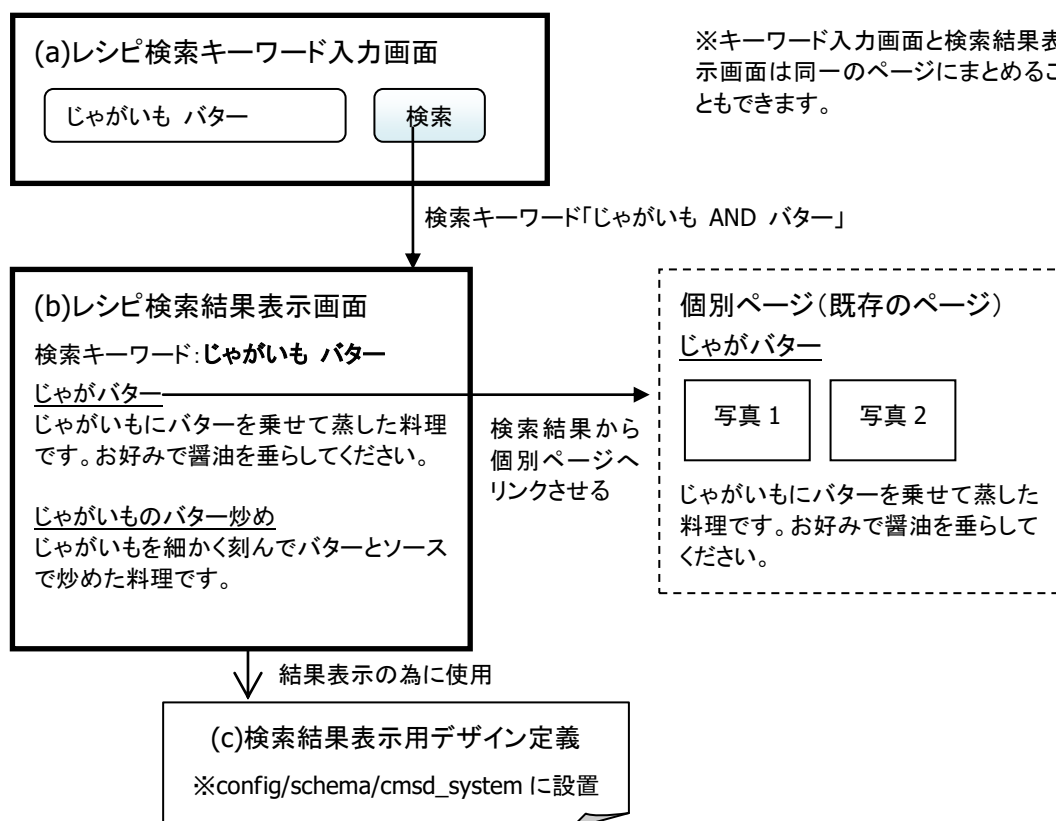 (a)レシピ検索キーワード入力画面
じゃがいも バター
検索
※キーワード入力画面と検索結果表
示画面は同一のページにまとめるこ
ともできます。
検索キーワード「じゃがいも AND バター」
(b)レシピ検索結果表示画面
検索キーワード：じゃがいも バター
じゃがバター
じゃがいもにバターを乗せて蒸した料理
です。お好みで醤油を垂らしてください。
じゃがいものバター炒め
じゃがいもを細かく刻んでバターとソース
で炒めた料理です。
検索結果から
個別ページへ
リンクさせる
個別ページ（既存のページ）
じゃがバター
写真 1
写真 2
じゃがいもにバターを乗せて蒸した
料理です。お好みで醤油を垂らして
ください。
結果表示の為に使用
(c)検索結果表示用デザイン定義
※config/schema/cmsd_system に設置